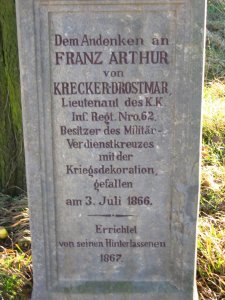 Dem Andenken an
FRANZ ARTHUR
von
KRECKER-DROSTMAR,
Lieutenant des K.K.
Inf. Regt. Nro. 62.
Besitzer des Militär-
Verdienstkreuzes
mit der
Kriegsdekoration,
gefallen
am 3. Juli 1866.
Errichtet
von seinen Hinterlassenen
1867.